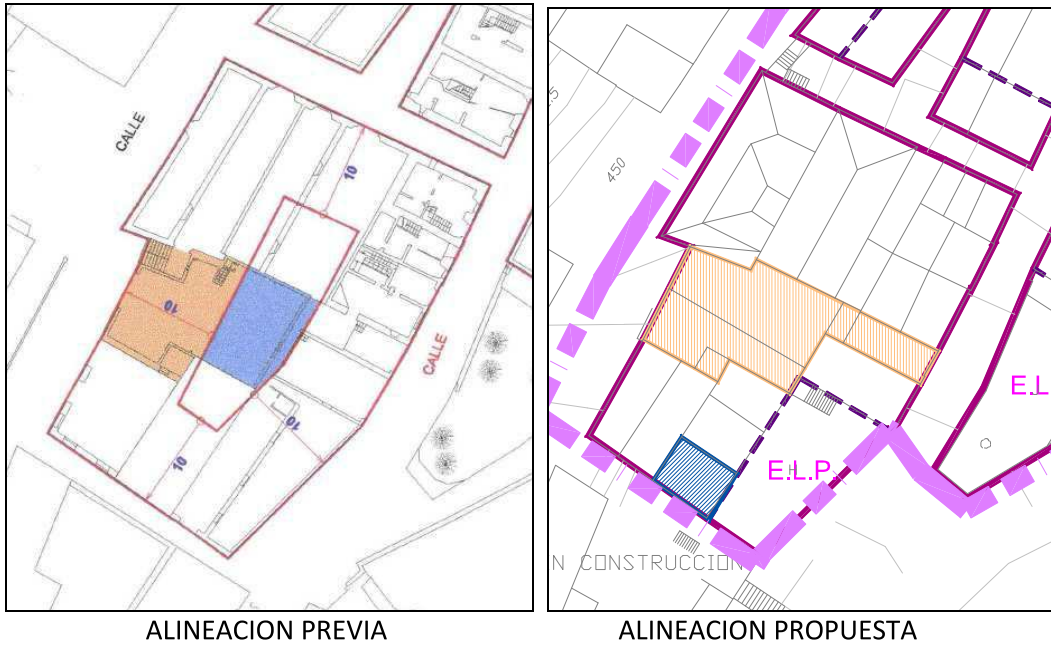 CALLE
10
10
10
10
CALLE
ALINEACION PREVIA
450
E.L
E.L.P.
N CONSTRUCCION
ALINEACION PROPUESTA